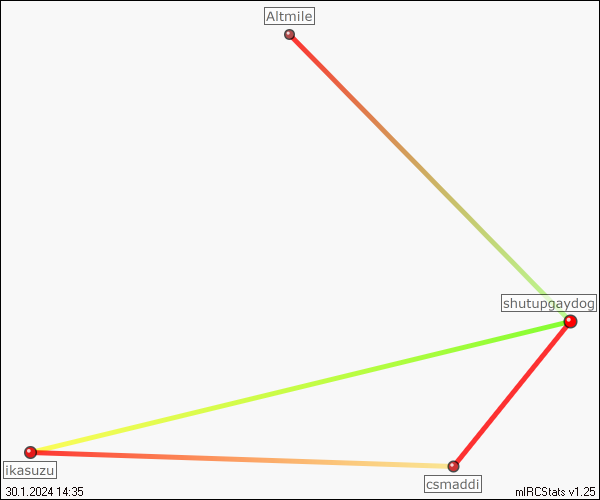 Altmile
shutupgaydog
ikasuzu
csmaddi
30.1.2024 14:35
mIRCStats v1.25